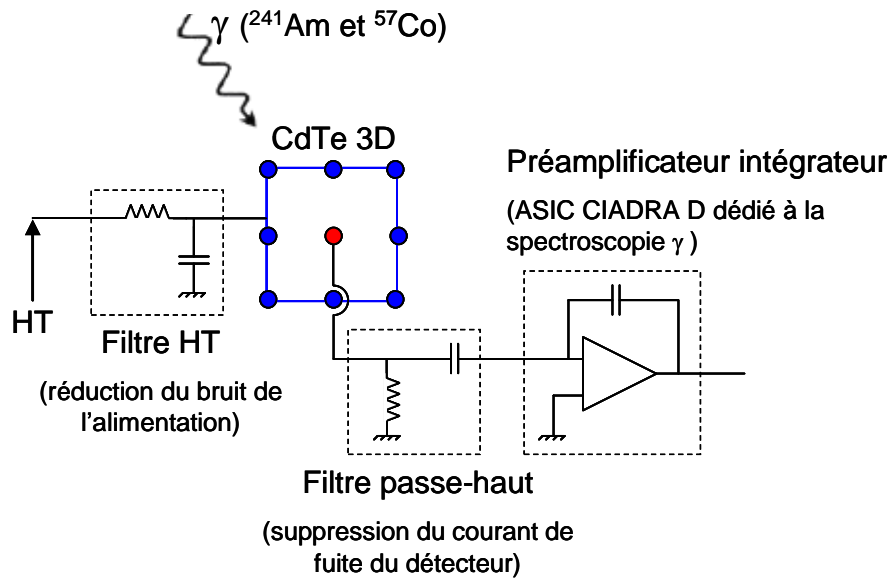 γ (²⁴¹Am et ⁵⁷Co)
CdTe 3D
Préamplificateur intégrateur
(ASIC CIADRA D dédié à la
spectroscopie γ )
HT
Filtre HT
(réduction du bruit de
l'alimentation)
Filtre passe-haut
(suppression du courant de
fuite du détecteur)